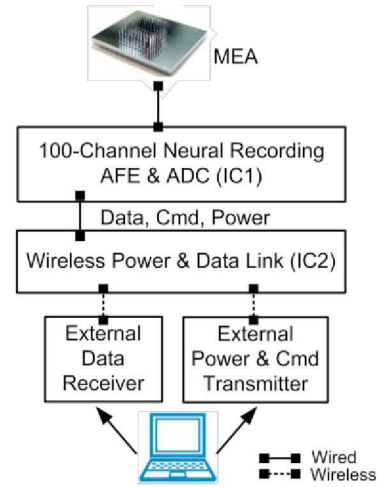 MEA
100-Channel Neural Recording
AFE & ADC (IC1)
Data, Cmd, Power
Wireless Power & Data Link (IC2)
External
Data
Receiver
External
Power & Cmd
Transmitter
Wired
Wireless